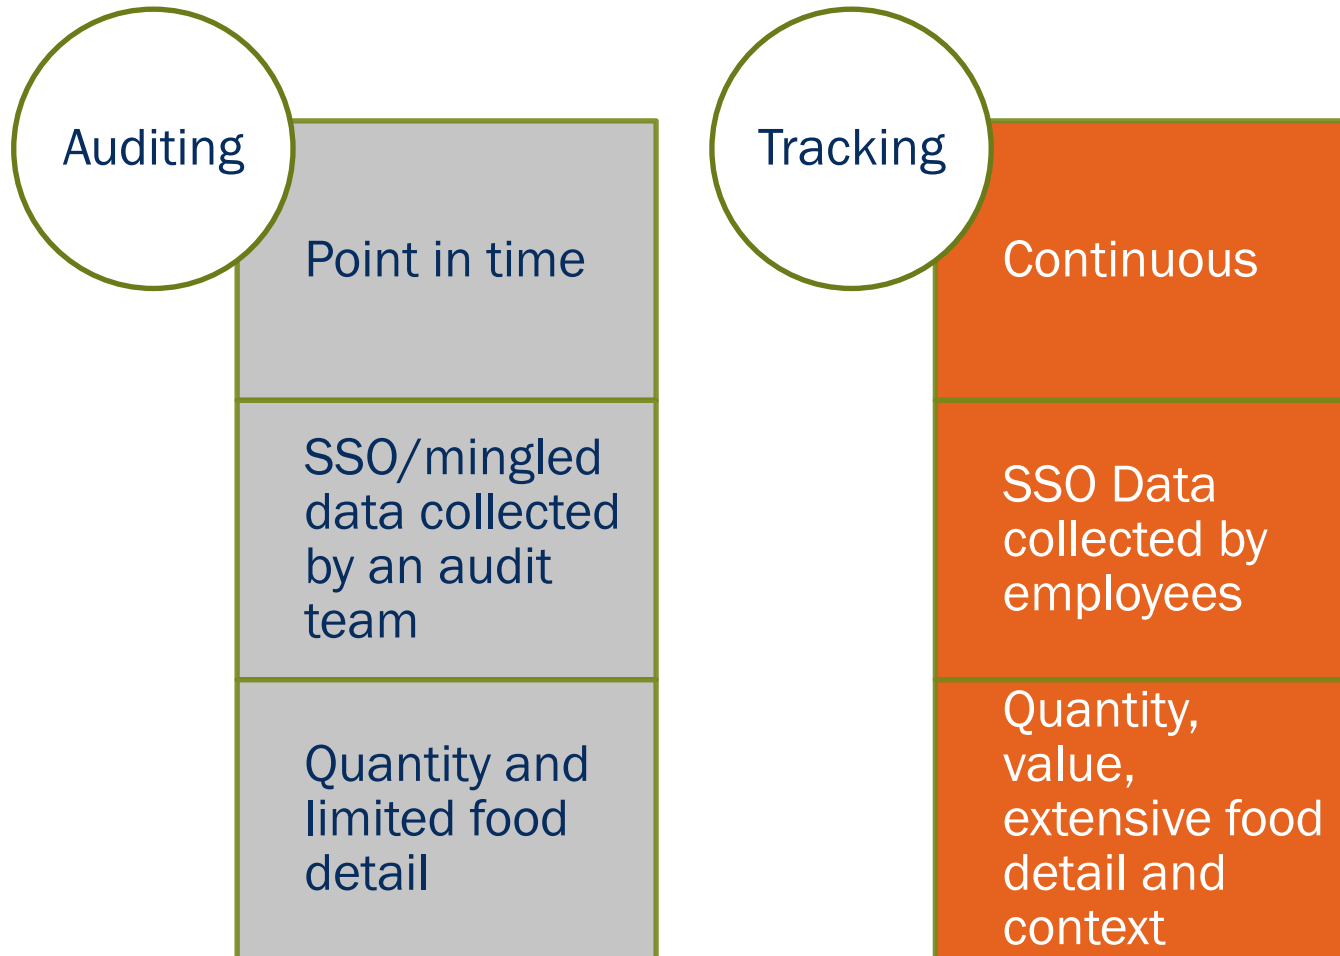 Auditing
Point in time
SSO/mingled
data collected
by an audit
team
Quantity and
limited food
detail
Tracking
Continuous
SSO Data
collected by
employees
Quantity,
value,
extensive food
detail and
context